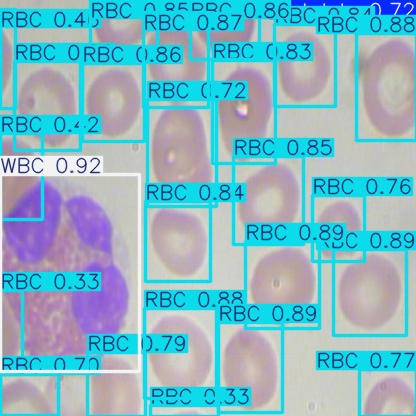 RBC 0.4
RBC 0.85
RBC 0.86
RBC
0.72
RBC 0.87
RBC 0.88
RBC 0
RBC 0.86
RBC 0.83
RBC 0.72
RBC 0.42
RBC 0.85
WBC 0.92
RBC 0.84
RBC 0.76
RBC 0.89
RBC 0.89
RBC 0.33
RBC 0.88
RBC 0.89
RBC 0.79
RBC 0.70
RBC 0.77
RBC 0.33